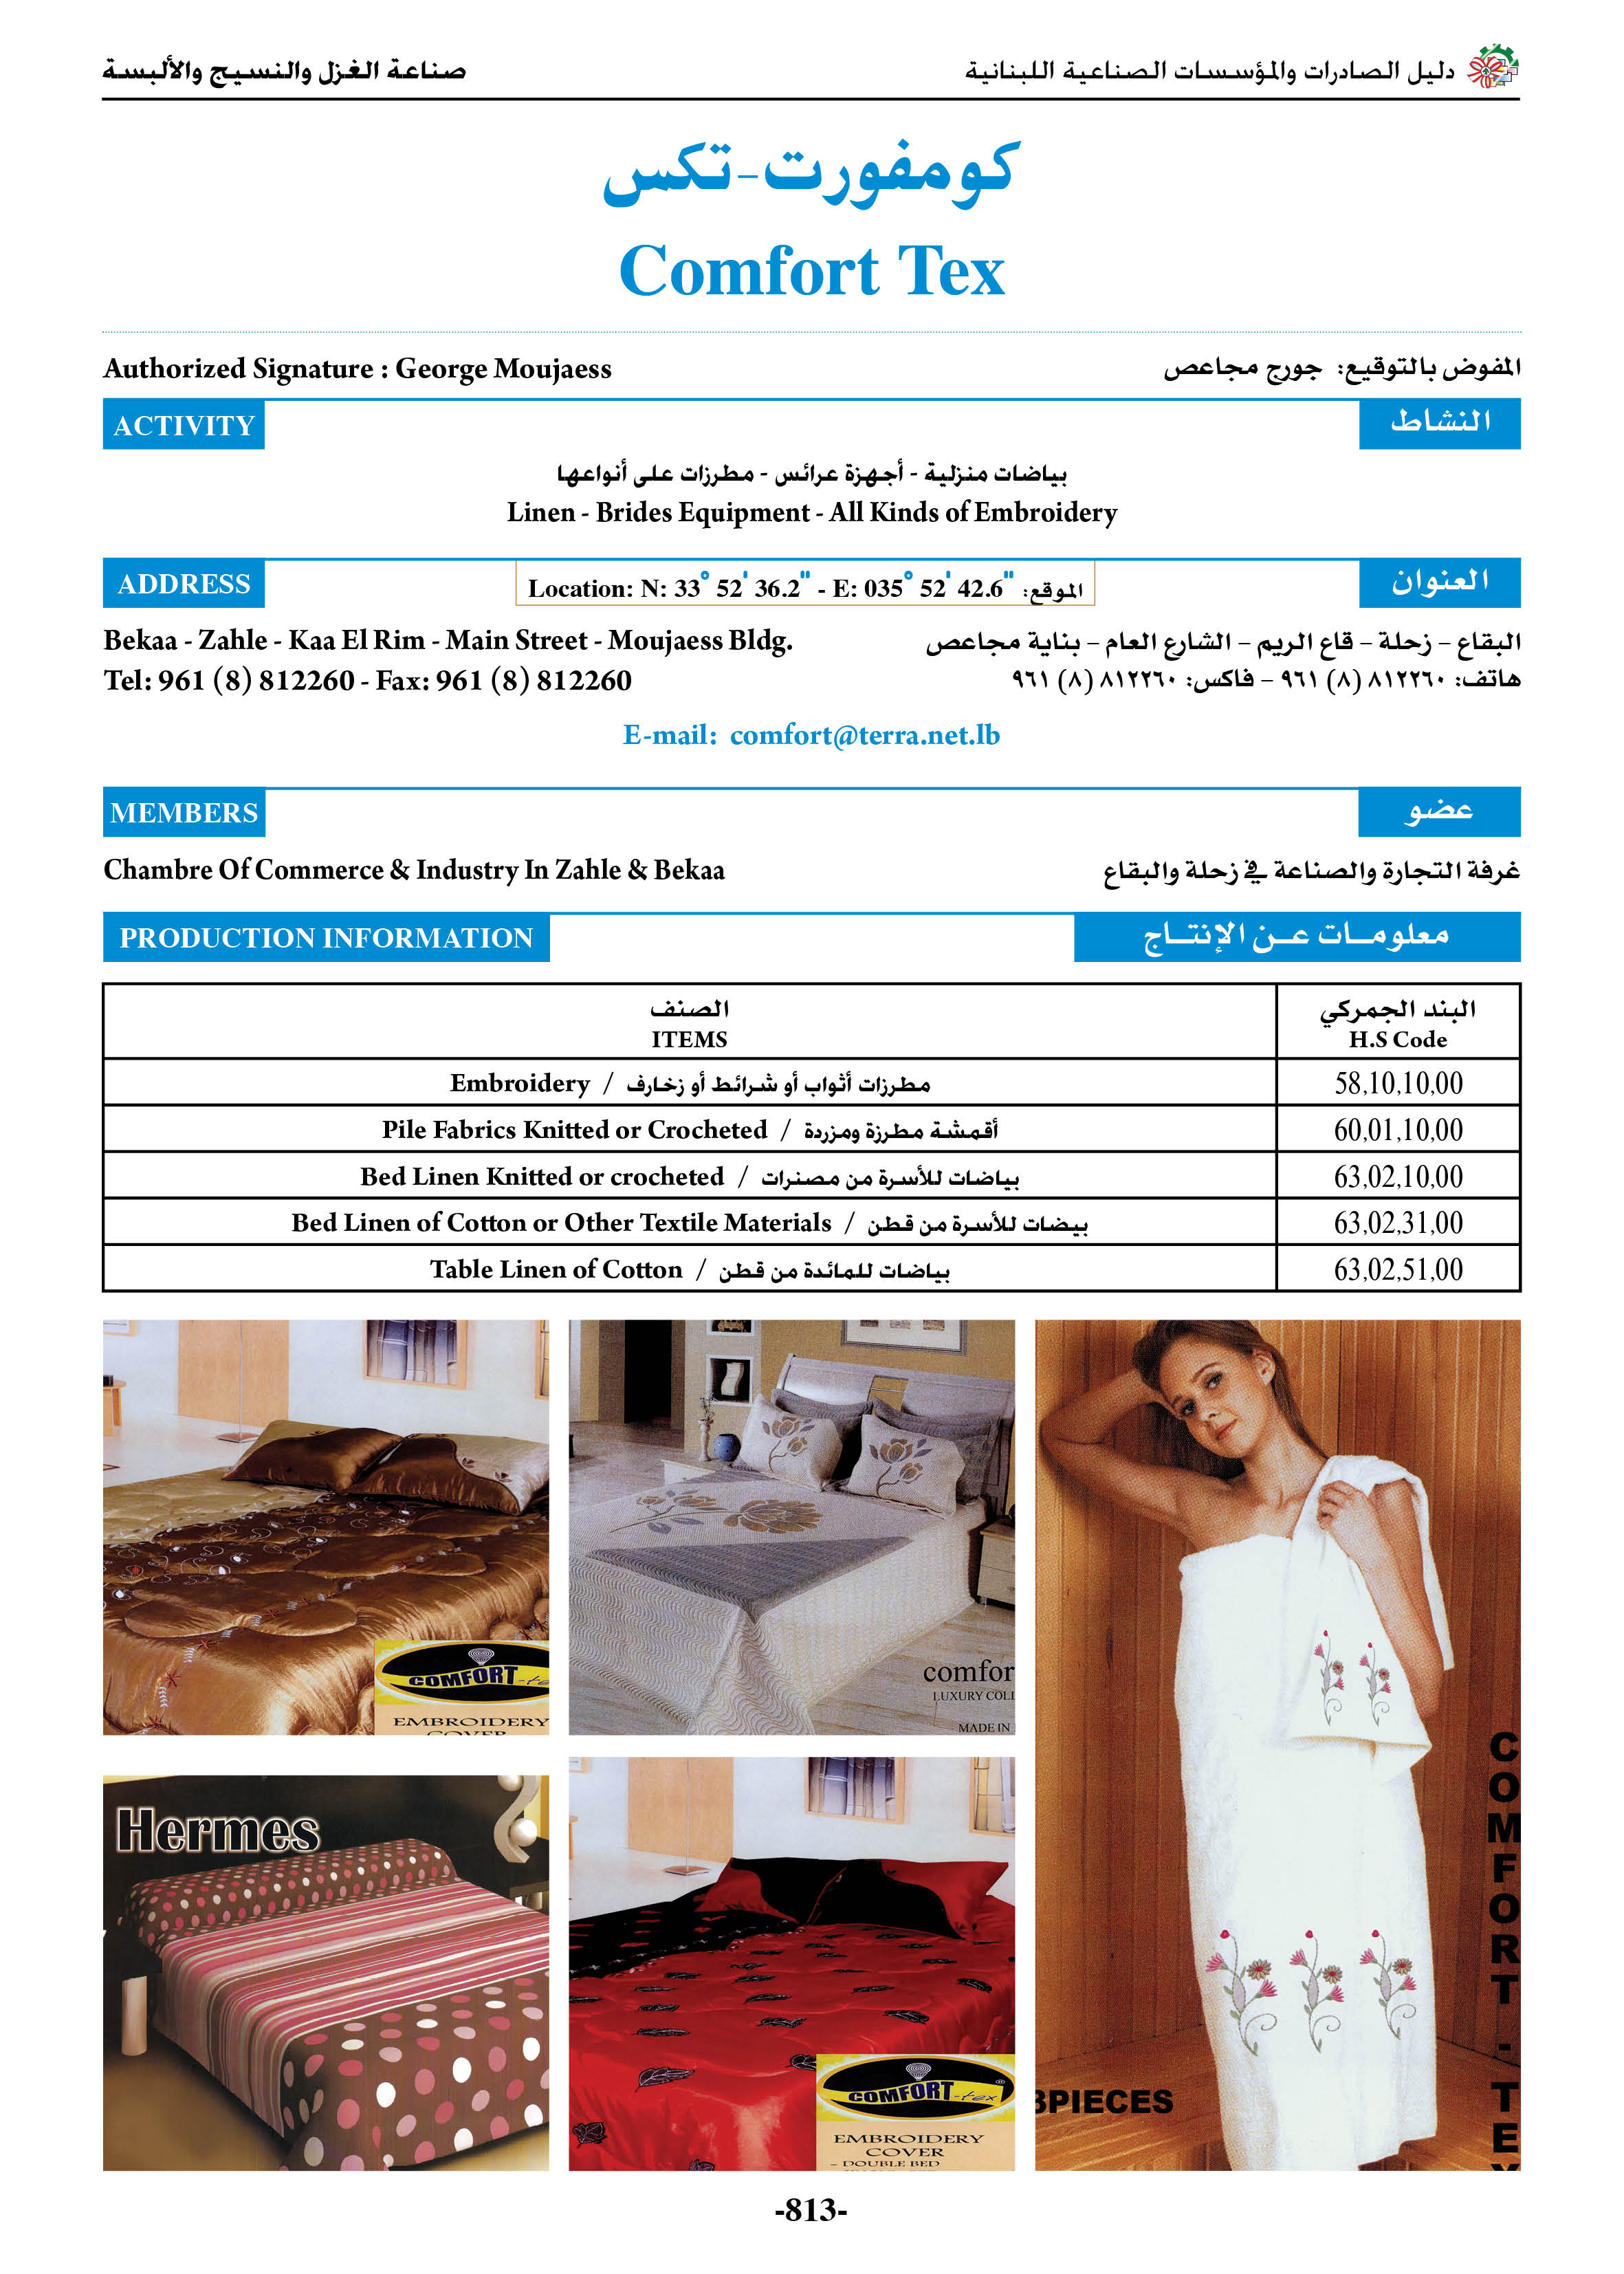 دليل الصادرات والمؤسسات الصناعية اللبنانية
صناعة الغزل والنسيج والألبسة
كومفورت-تكس
Comfort Tex
Authorized Signature : George Moujaess
المفوض بالتوقيع: جورج مجاعص
ACTIVITY
النشاط
بياضات منزلية - أجهزة عرائس - مطرزات على أنواعها
Linen - Brides Equipment - All Kinds of Embroidery
ADDRESS
Location: N: 33° 52' 36.2" - E: 035° 52' 42.6" الموقع:
العنوان
Bekaa - Zahle - Kaa El Rim - Main Street - Moujaess Bldg.
البقاع – زحلة – قاع الريم – الشارع العام – بناية مجاعص
Tel: 961 (8) 812260 - Fax: 961 (8) 812260
هاتف: ٨١٢٢٦٠ (٨) ٩٦١ – فاكس: ٨١٢٢٦٠ (٨) ٩٦١
E-mail: comfort@terra.net.lb
MEMBERS
عضو
Chambre Of Commerce & Industry In Zahle & Bekaa
غرفة التجارة والصناعة في زحلة والبقاع
PRODUCTION INFORMATION
معلومـات عـن الإنتـاج
الصنف
ITEMS
البند الجمركي
H.S Code
Embroidery / مطرزات أثواب أو شرائط أو زخارف
58,10,10,00
Pile Fabrics Knitted or Crocheted / أقمشة مطرزة ومزردة
60,01,10,00
Bed Linen Knitted or crocheted / بياضات للأسرة من مصنرات
63,02,10,00
Bed Linen of Cotton or Other Textile Materials / بيضات للأسرة من قطن
63,02,31,00
Table Linen of Cotton / بياضات للمائدة من قطن
63,02,51,00
COMFORT-te
EMBROIDERY
COVER
comfor
LUXURY COLL
MADE IN
Hermes
COMFORT-tex
EMBROIDERY
COVER
- DOUBLE BED
3PIECES
COMFORT-TEX
-813-